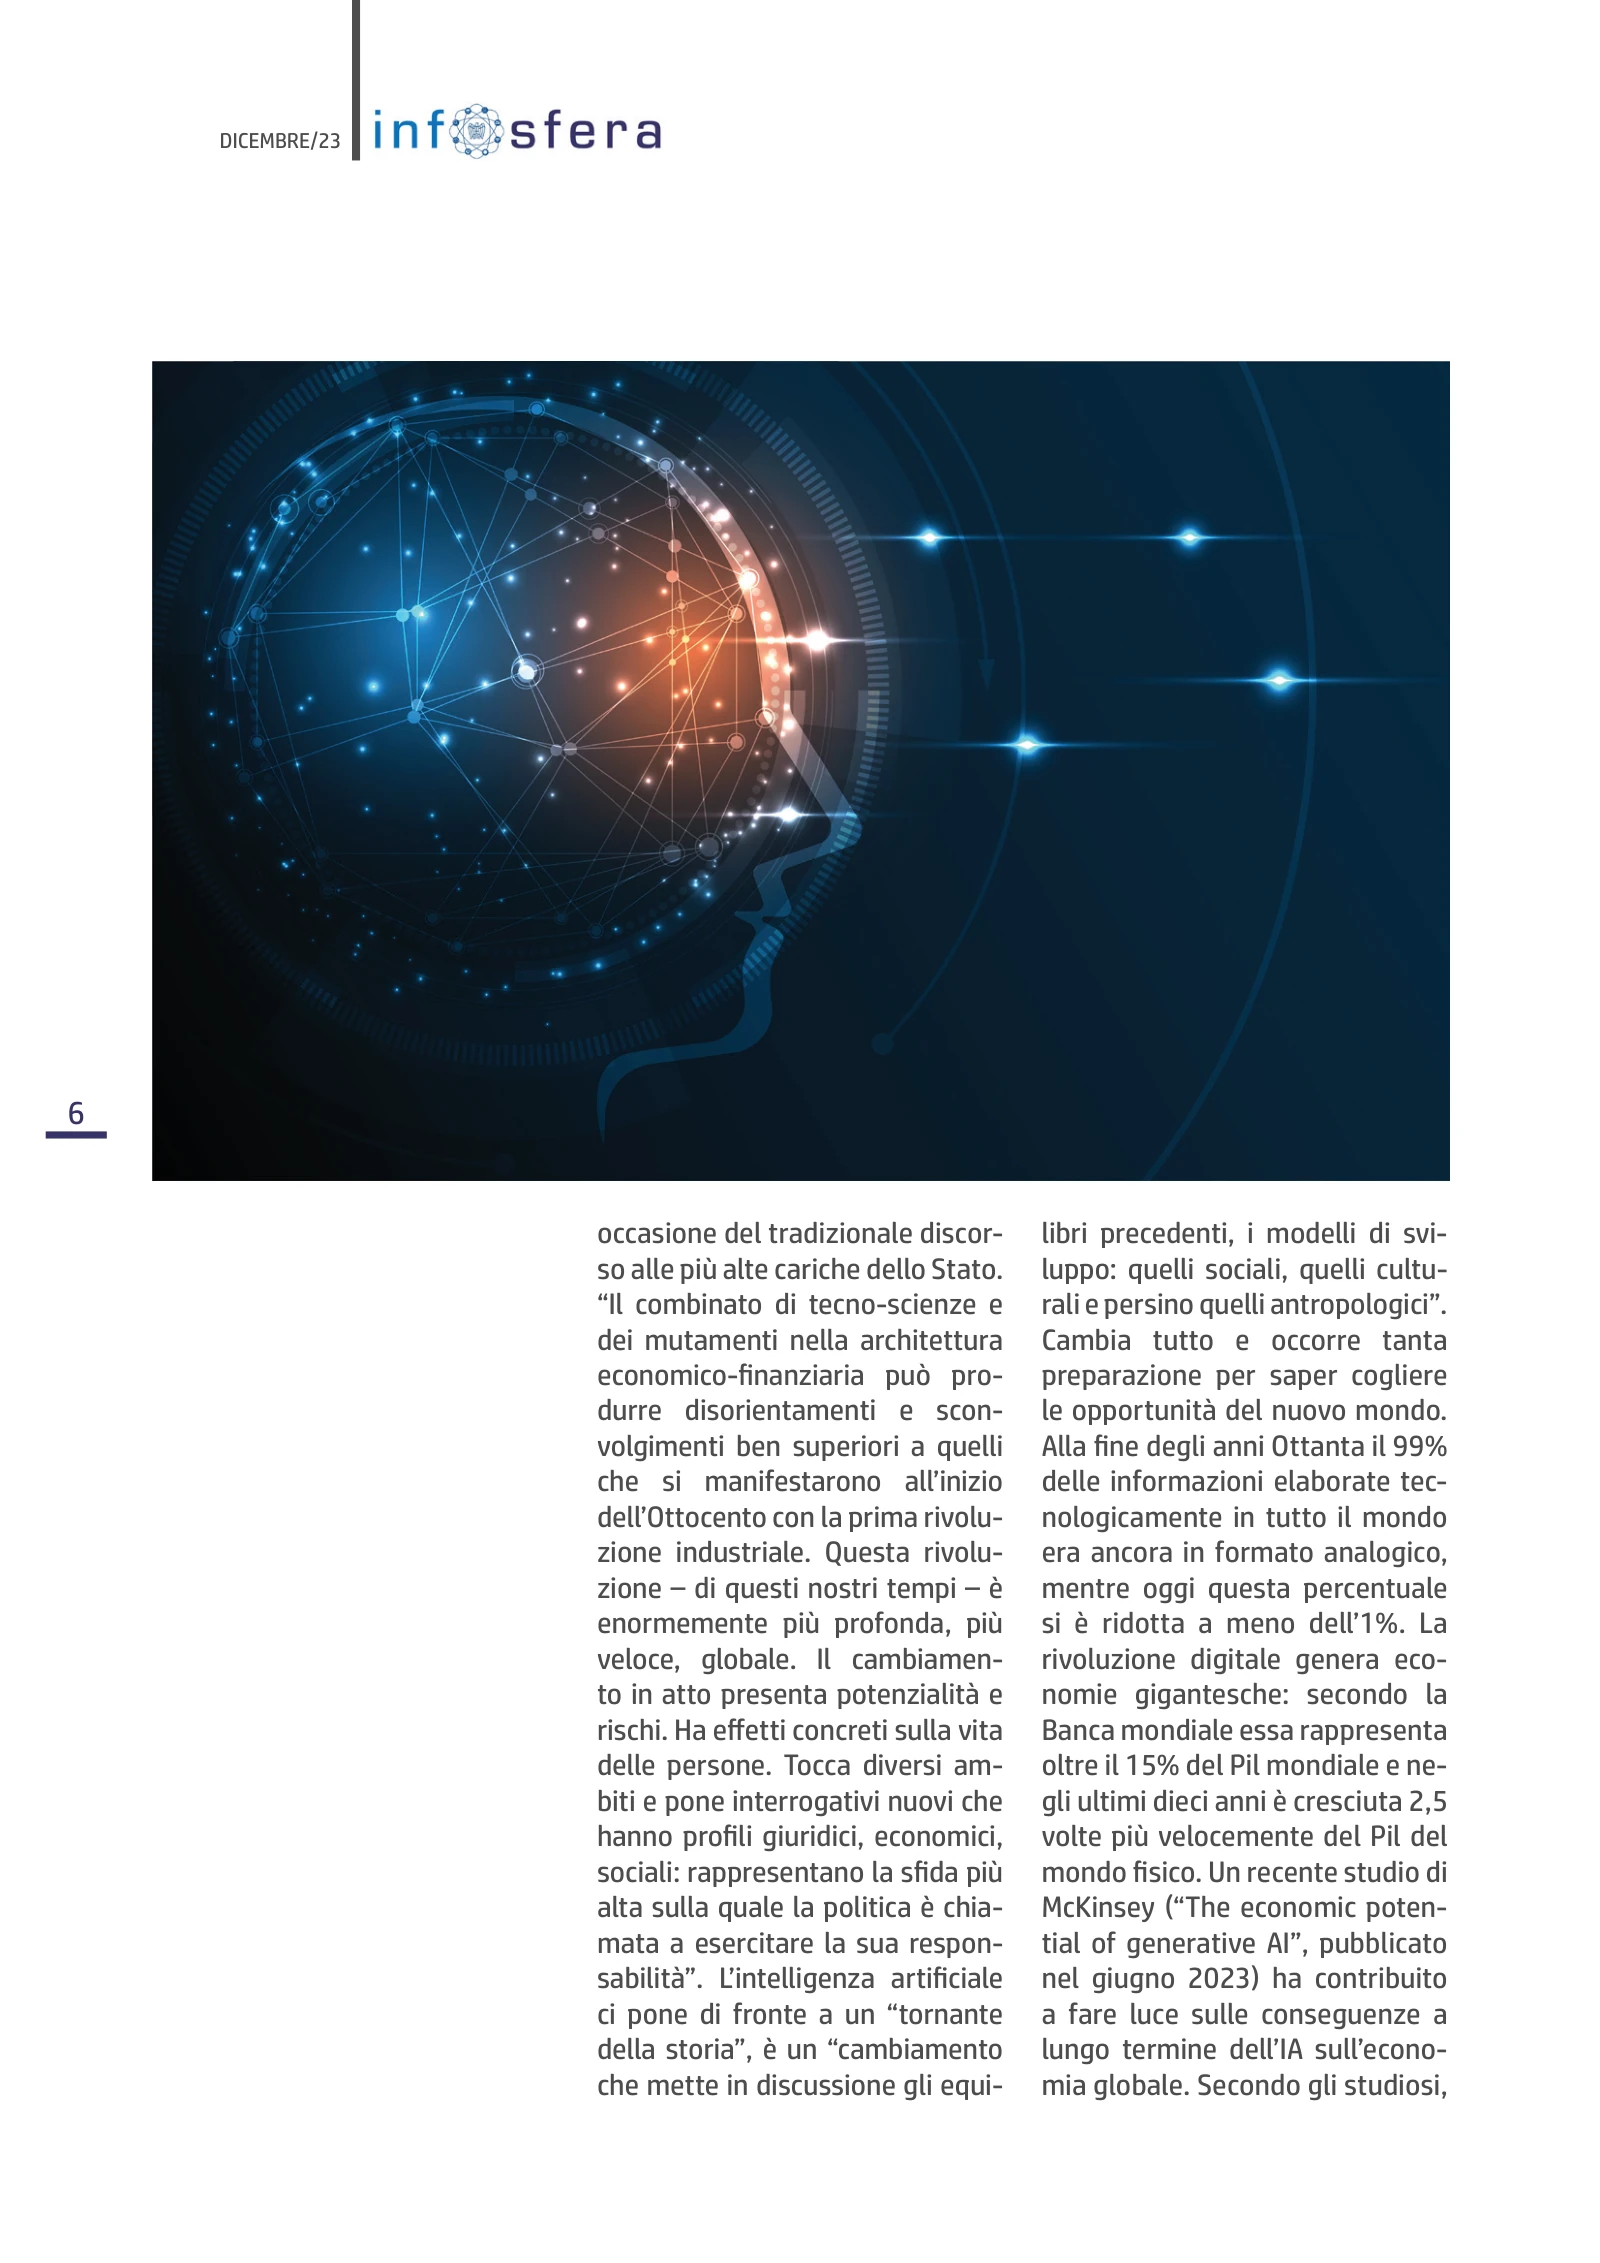 DICEMBRE/23
infosfera
6
occasione del tradizionale discor-
so alle più alte cariche dello Stato.
“Il combinato di tecno-scienze e
dei mutamenti nella architettura
economico-finanziaria può pro-
durre disorientamenti e scon-
volgimenti ben superiori a quelli
che si manifestarono all’inizio
dell’Ottocento con la prima rivolu-
zione industriale. Questa rivolu-
zione – di questi nostri tempi – è
enormemente più profonda, più
veloce, globale. Il cambiamen-
to in atto presenta potenzialità e
rischi. Ha effetti concreti sulla vita
delle persone. Tocca diversi am-
biti e pone interrogativi nuovi che
hanno profili giuridici, economici,
sociali: rappresentano la sfida più
alta sulla quale la politica è chia-
mata a esercitare la sua respon-
sabilità”. L’intelligenza artificiale
ci pone di fronte a un “tornante
della storia”, è un “cambiamento
che mette in discussione gli equi-
libri precedenti, i modelli di svi-
luppo: quelli sociali, quelli cultu-
rali e persino quelli antropologici”.
Cambia tutto e occorre tanta
preparazione per saper cogliere
le opportunità del nuovo mondo.
Alla fine degli anni Ottanta il 99%
delle informazioni elaborate tec-
nologicamente in tutto il mondo
era ancora in formato analogico,
mentre oggi questa percentuale
si è ridotta a meno dell’1%. La
rivoluzione digitale genera eco-
nomie gigantesche: secondo la
Banca mondiale essa rappresenta
oltre il 15% del Pil mondiale e ne-
gli ultimi dieci anni è cresciuta 2,5
volte più velocemente del Pil del
mondo fisico. Un recente studio di
McKinsey (“The economic poten-
tial of generative AI”, pubblicato
nel giugno 2023) ha contribuito
a fare luce sulle conseguenze a
lungo termine dell’IA sull’econo-
mia globale. Secondo gli studiosi,